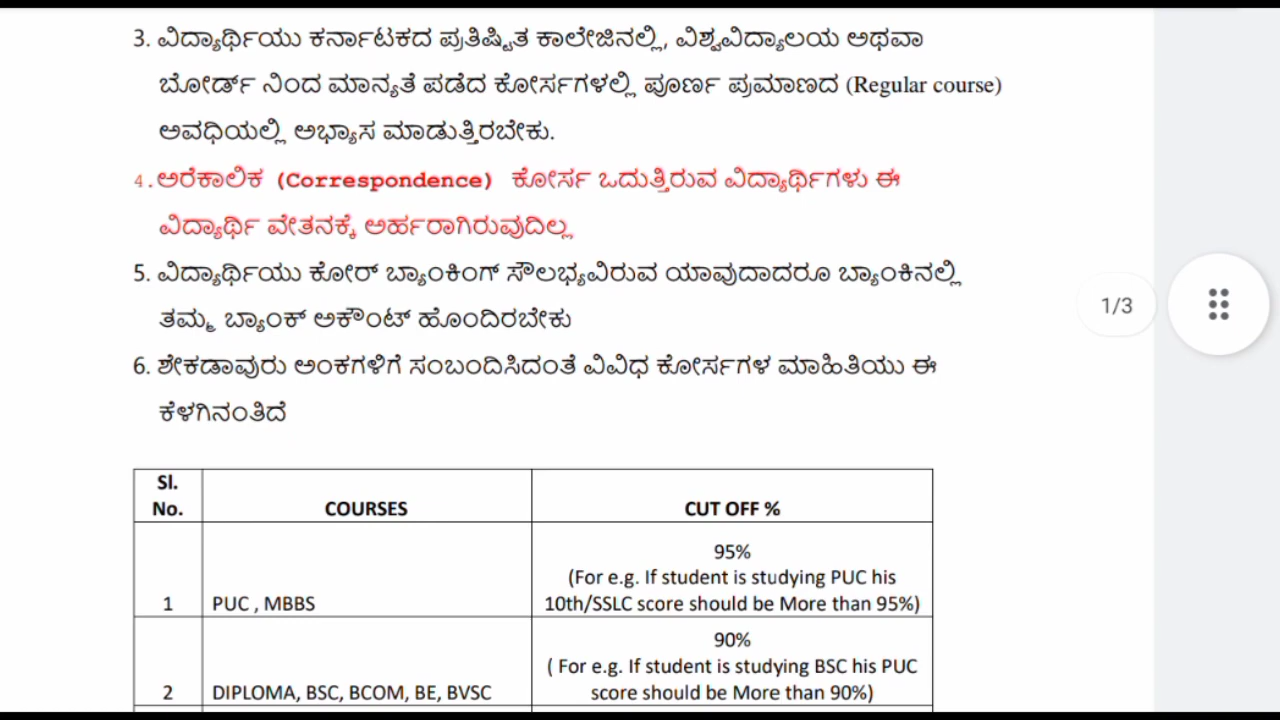 3. ವಿದ್ಯಾರ್ಥಿಯು ಕರ್ನಾಟಕದ ಪ್ರತಿಷ್ಟಿತ ಕಾಲೇಜಿನಲ್ಲಿ, ವಿಶ್ವವಿದ್ಯಾಲಯ ಅಥವಾ
ಬೋರ್ಡ್ ನಿಂದ ಮಾನ್ಯತೆ ಪಡೆದ ಕೋರ್ಸಗಳಲ್ಲಿ ಪೂರ್ಣ ಪ್ರಮಾಣದ (Regular course)
ಅವಧಿಯಲ್ಲಿ ಅಭ್ಯಾಸ ಮಾಡುತ್ತಿರಬೇಕು.
4. ಅರೆಕಾಲಿಕ (Correspondence) ಕೋರ್ಸ ಒದುತ್ತಿರುವ ವಿದ್ಯಾರ್ಥಿಗಳು ಈ
ವಿದ್ಯಾರ್ಥಿ ವೇತನಕ್ಕೆ ಅರ್ಹರಾಗಿರುವುದಿಲ್ಲ
5. ವಿದ್ಯಾರ್ಥಿಯು ಕೋರ್ ಬ್ಯಾಂಕಿಂಗ್ ಸೌಲಭ್ಯವಿರುವ ಯಾವುದಾದರೂ ಬ್ಯಾಂಕಿನಲ್ಲಿ
ತಮ್ಮ ಬ್ಯಾಂಕ್ ಅಕೌಂಟ್ ಹೊಂದಿರಬೇಕು
6. ಶೇಕಡಾವುರು ಅಂಕಗಳಿಗೆ ಸಂಬಂದಿಸಿದಂತೆ ವಿವಿಧ ಕೋರ್ಸಗಳ ಮಾಹಿತಿಯು ಈ
ಕೆಳಗಿನಂತಿದೆ
1/3
Sl.
No. COURSES CUT OFF %
95%
(For e.g. If student is studying PUC his
1 PUC , MBBS 10th/SSLC score should be More than 95%)
90%
( For e.g. If student is studying BSC his PUC
2 DIPLOMA, BSC, BCOM, BE, BVSC score should be More than 90%)